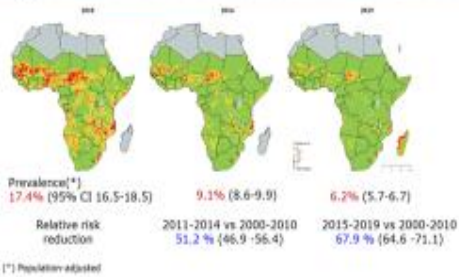 2014
2019
Prevalence(*)
17.4% (95% CI 16.5-18.5)
9.1% (8.6-9.9)
6.2% (5.7-6.7)
Relative risk
reduction
2011-2014 vs 2000-2010
51.2 % (46.9 -56.4)
2015-2019 vs 2000-2010
67.9 % (64.6 -71.1)
(*) Population-adjusted